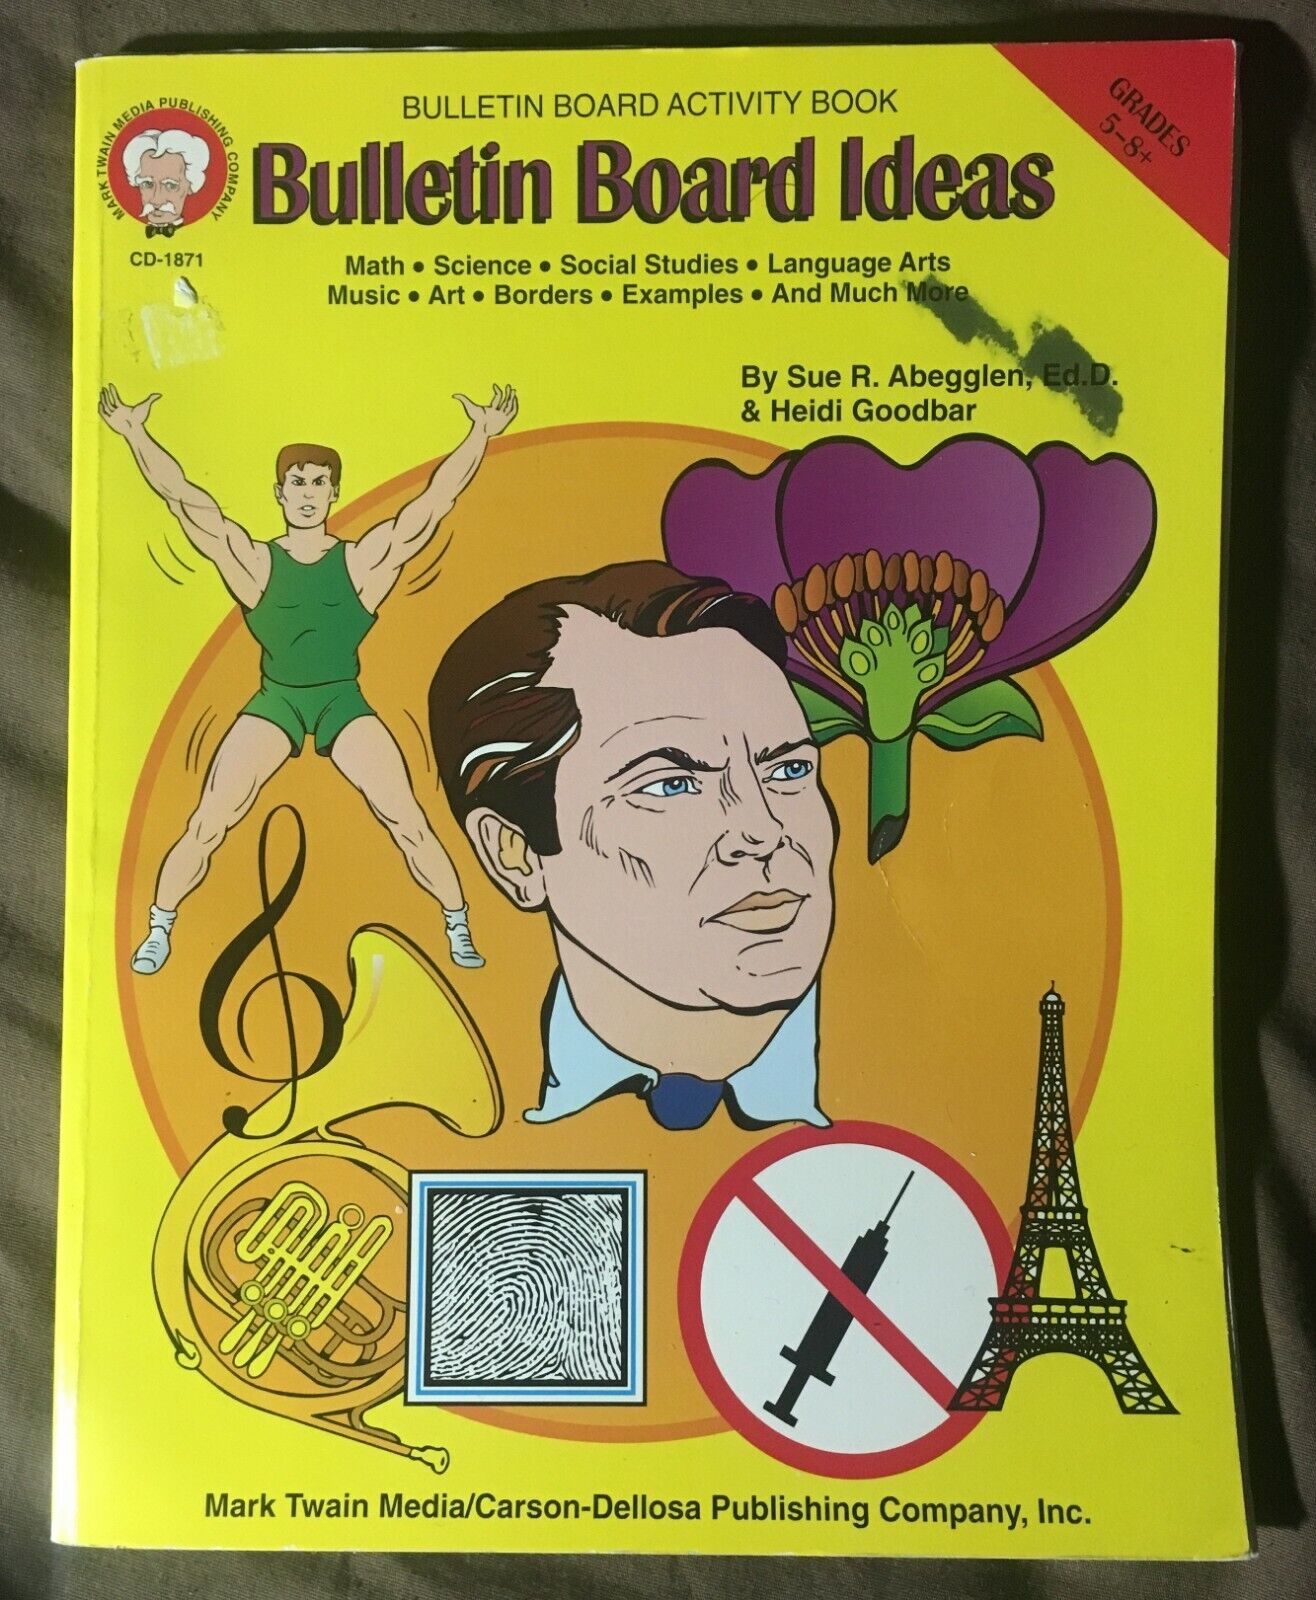 BULLETIN BOARD ACTIVITY BOOK
GRADES
5-8+
MARK TWAIN MEDIA PUBLISHING COMPANY
Bulletin Board Ideas
CD-1871
Math • Science • Social Studies • Language Arts
Music • Art • Borders • Examples • And Much More
By Sue R. Abegglen, Ed.D.
& Heidi Goodbar
Mark Twain Media/Carson-Dellosa Publishing Company, Inc.